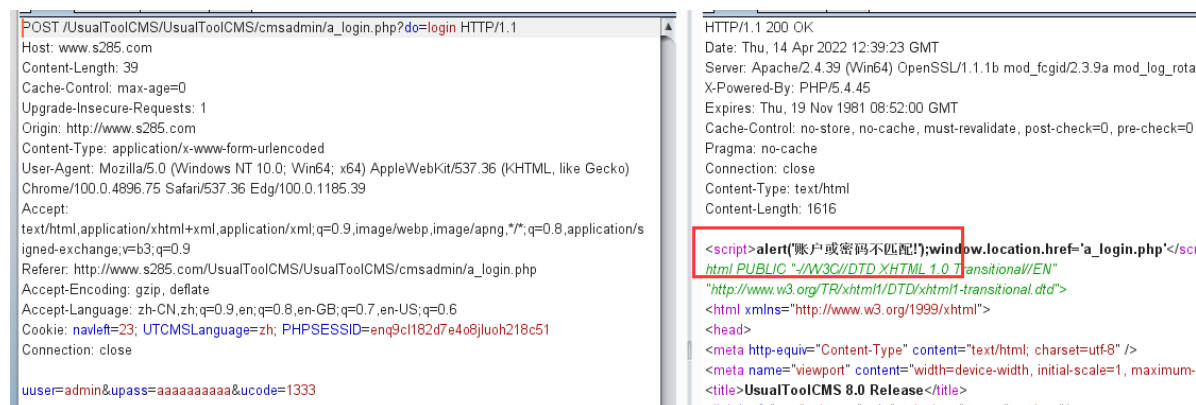 POST /UsualToolCMS/UsualToolCMS/cmsadmin/a_login.php?do=login HTTP/1.1
Host: www.s285.com
Content-Length: 39
Cache-Control: max-age=0
Upgrade-Insecure-Requests: 1
Origin: http://www.s285.com
Content-Type: application/x-www-form-urlencoded
User-Agent: Mozilla/5.0 (Windows NT 10.0; Win64; x64) AppleWebKit/537.36 (KHTML, like Gecko)
Chrome/100.0.4896.75 Safari/537.36 Edg/100.0.1185.39
Accept:
text/html,application/xhtml+xml,application/xml;q=0.9,image/webp,image/apng,*/*;q=0.8,application/s
igned-exchange;v=b3;q=0.9
Referer: http://www.s285.com/UsualToolCMS/UsualToolCMS/cmsadmin/a_login.php
Accept-Encoding: gzip, deflate
Accept-Language: zh-CN,zh;q=0.9,en;q=0.8,en-GB;q=0.7,en-US;q=0.6
Cookie: navleft=23; UTCMSLanguage=zh; PHPSESSID=enq9cl182d7e4o8jluoh218c51
Connection: close
uuser=admin&upass=aaaaaaaaaa&ucode=1333
HTTP/1.1 200 OK
Date: Thu, 14 Apr 2022 12:39:23 GMT
Server: Apache/2.4.39 (Win64) OpenSSL/1.1.1b mod_fcgid/2.3.9a mod_log_rota
X-Powered-By: PHP/5.4.45
Expires: Thu, 19 Nov 1981 08:52:00 GMT
Cache-Control: no-store, no-cache, must-revalidate, post-check=0, pre-check=0
Pragma: no-cache
Connection: close
Content-Type: text/html
Content-Length: 1616
<script>alert('账户或密码不匹配!');window.location.href='a_login.php'</scr
html PUBLIC "-//W3C//DTD XHTML 1.0 Transitional//EN"
"http://www.w3.org/TR/xhtml1/DTD/xhtml1-transitional.dtd">
<html xmlns="http://www.w3.org/1999/xhtml">
<head>
<meta http-equiv="Content-Type" content="text/html; charset=utf-8" />
<meta name="viewport" content="width=device-width, initial-scale=1, maximum-
<title>UsualToolCMS 8.0 Release</title>